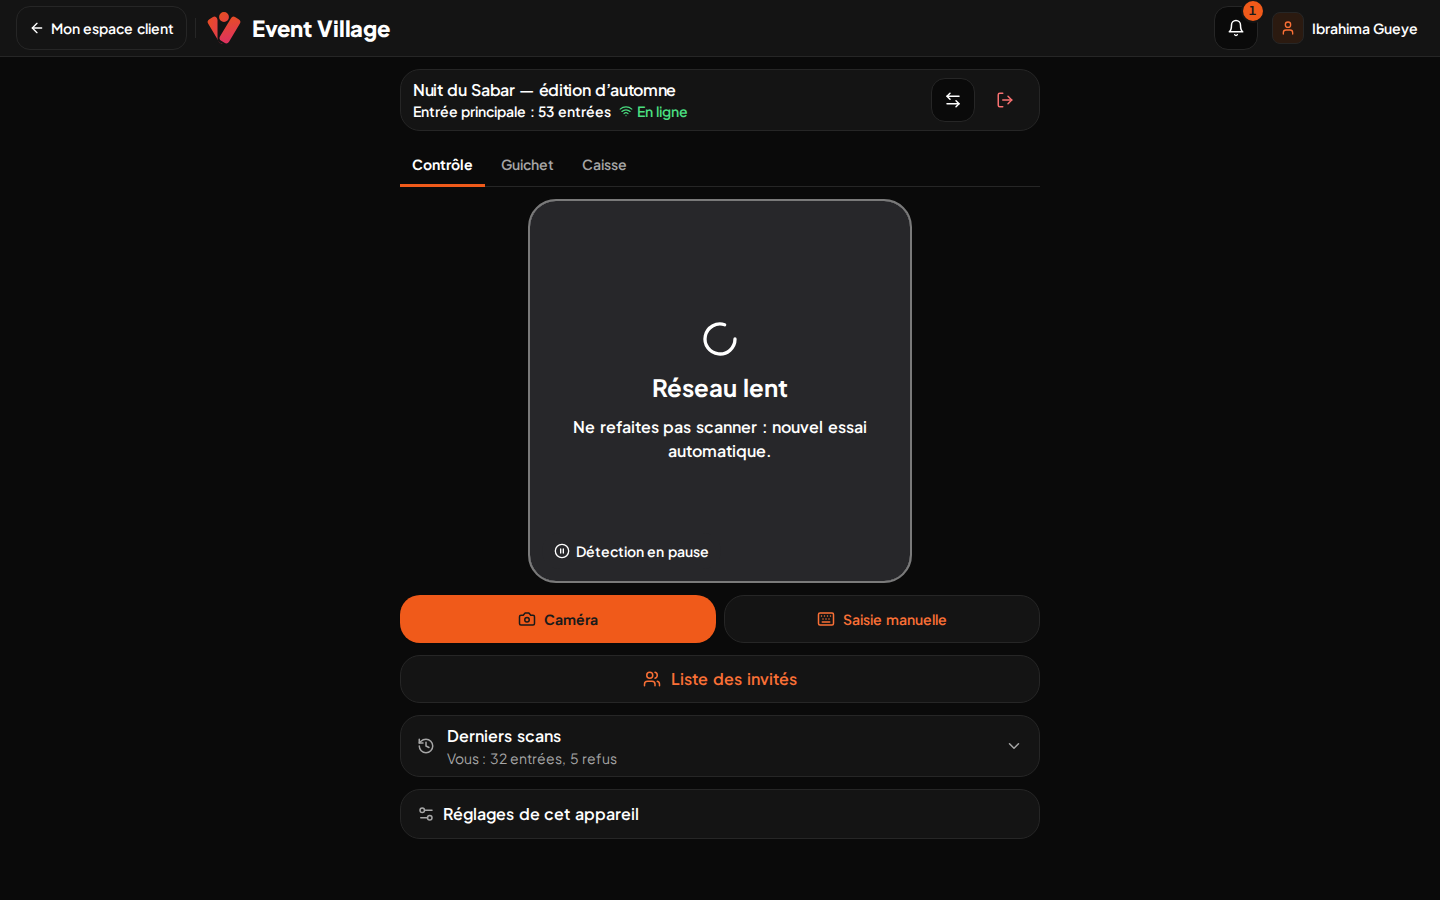 Mon espace client
Event Village
1
Ibrahima Gueye
Nuit du Sabar — édition d’automne
Entrée principale : 53 entrées En ligne
Contrôle
Guichet
Caisse
Réseau lent
Ne refaites pas scanner : nouvel essai
automatique.
Détection en pause
Caméra
Saisie manuelle
Liste des invités
Derniers scans
Vous : 32 entrées, 5 refus
Réglages de cet appareil